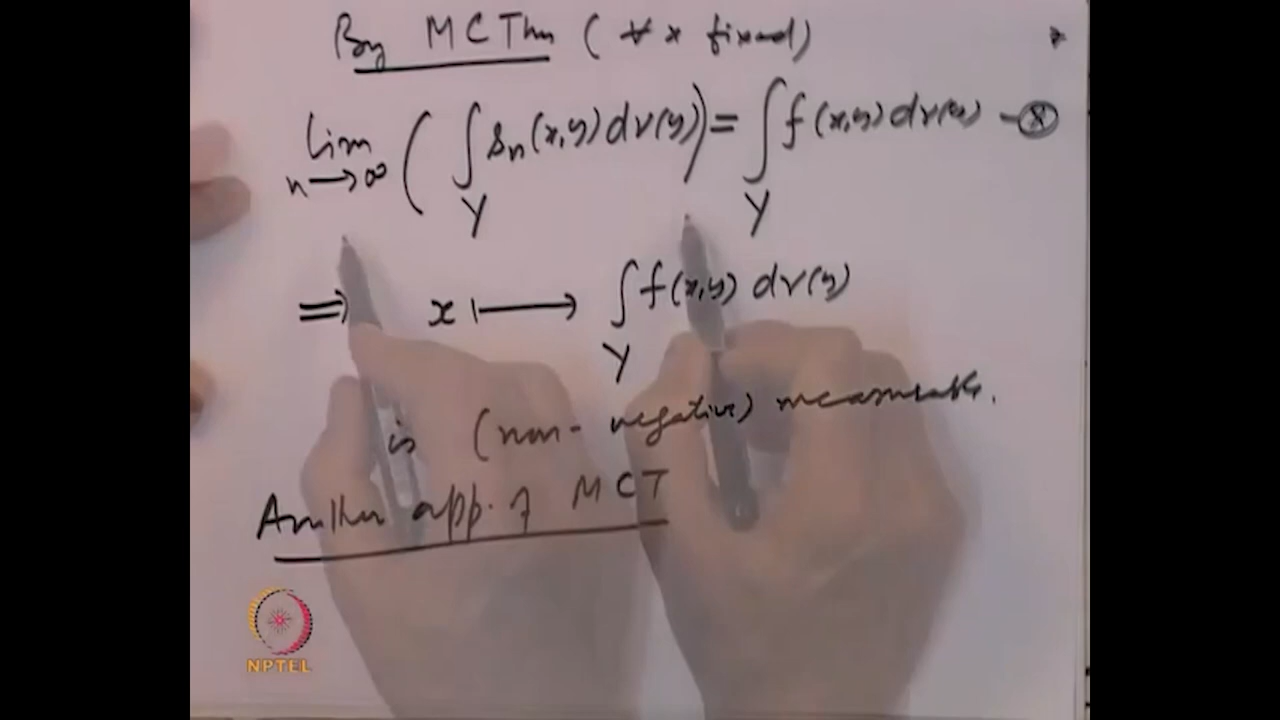 By MCThm (∀ x fixed)
lim n→∞ ( ∫_Y s_n(x,y) dν(y) ) = ∫_Y f(x,y) dν(y) — ⊛
⇒ x ⟼ ∫_Y f(x,y) dν(y)
is (non-negative) measurable.
Another app. of MCT
NPTEL